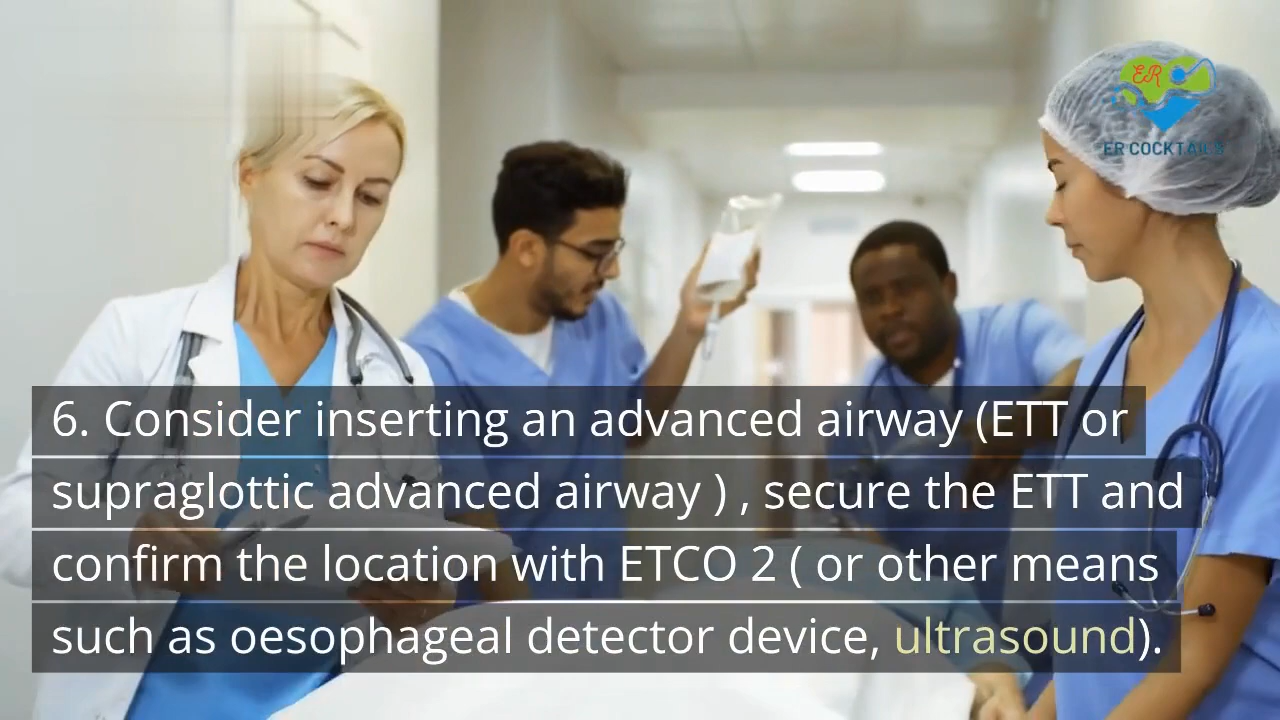 ER
ER COCKTAILS
6. Consider inserting an advanced airway (ETT or
supraglottic advanced airway ) , secure the ETT and
confirm the location with ETCO 2 ( or other means
such as oesophageal detector device, ultrasound).